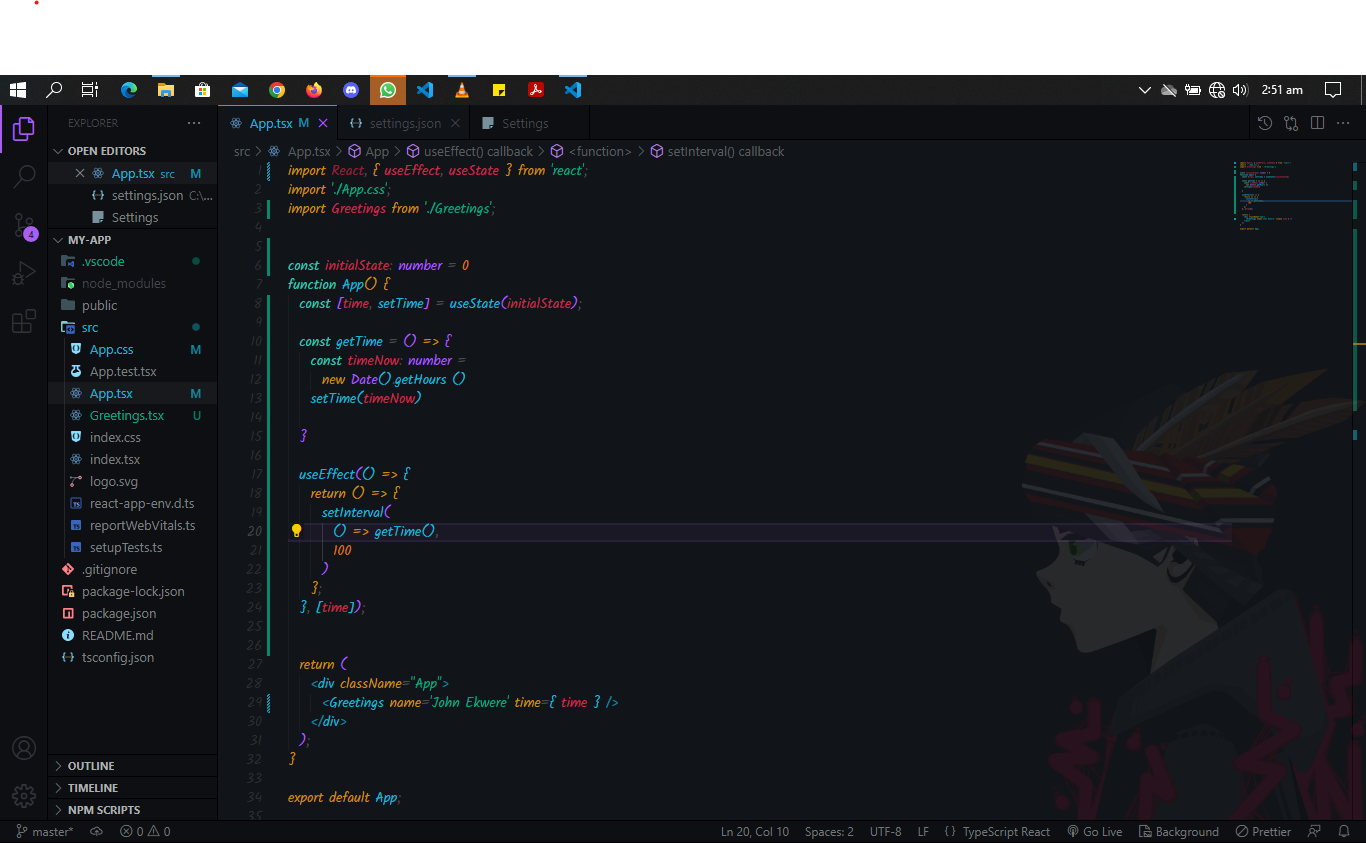 2:51 am
EXPLORER ···
App.tsx M
settings.json
Settings
OPEN EDITORS
App.tsx src M
settings.json C:\...
Settings
MY-APP
.vscode
node_modules
public
src
App.css M
App.test.tsx
App.tsx M
Greetings.tsx U
index.css
index.tsx
logo.svg
react-app-env.d.ts
reportWebVitals.ts
setupTests.ts
.gitignore
package-lock.json
package.json
README.md
tsconfig.json
OUTLINE
TIMELINE
NPM SCRIPTS
4
src > App.tsx > App > useEffect() callback > <function> > setInterval() callback
1 import React, { useEffect, useState } from 'react';
2 import './App.css';
3 import Greetings from './Greetings';
4
5
6 const initialState: number = 0
7 function App() {
8 const [time, setTime] = useState(initialState);
9
10 const getTime = () => {
11 const timeNow: number =
12 new Date().getHours ()
13 setTime(timeNow)
14
15 }
16
17 useEffect(() => {
18 return () => {
19 setInterval(
20 () => getTime(),
21 100
22 )
23 };
24 }, [time]);
25
26
27 return (
28 <div className="App">
29 <Greetings name='John Ekwere' time={ time } />
30 </div>
31 );
32 }
33
34 export default App;
35
master* 0 0 Ln 20, Col 10 Spaces: 2 UTF-8 LF { } TypeScript React Go Live Background Prettier